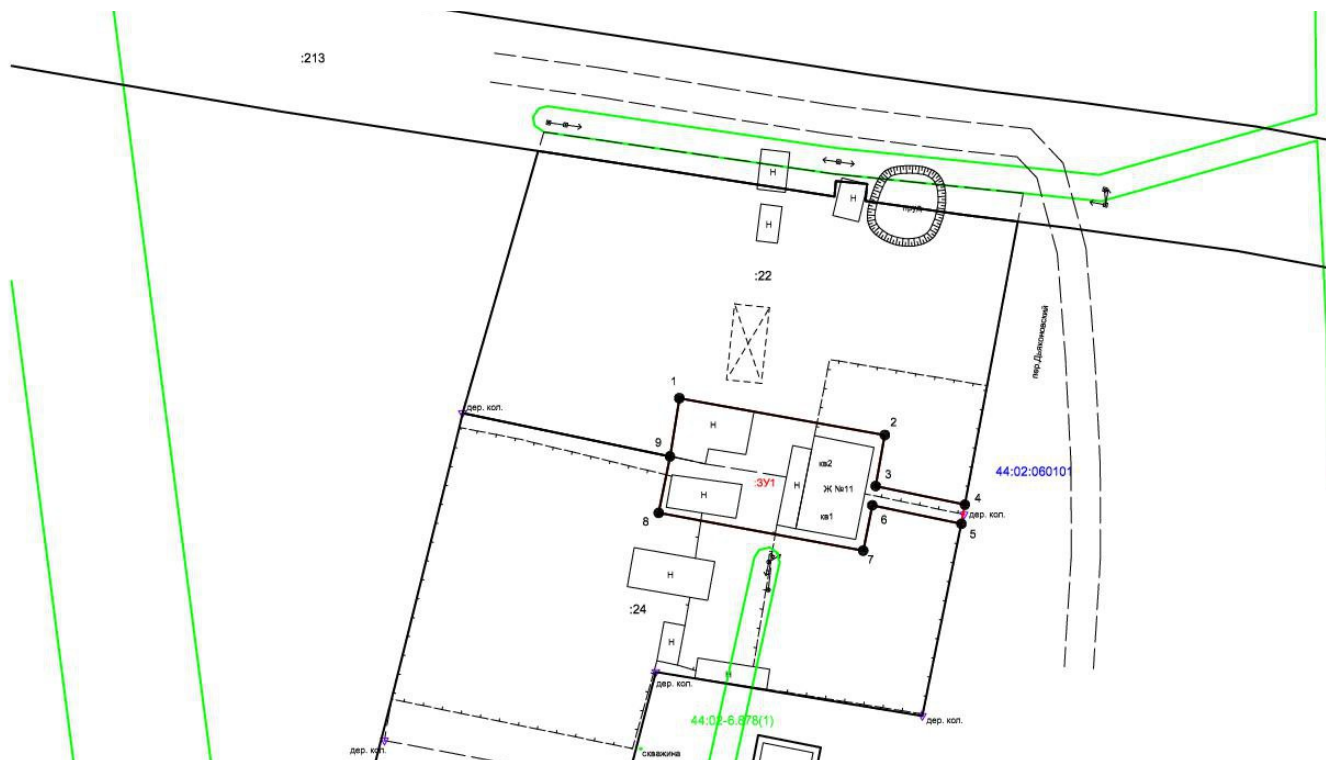 :213
Н
Н
Н
пруд
:22
пер.Дьяконовский
1
дер. кол.
Н
2
9
кв2
44:02:060101
:ЗУ1
Н
Ж №11
3
Н
4
8
кв1
6
дер. кол.
5
7
Н
:24
Н
Н
дер. кол.
44:02-6.878(1)
дер. кол.
дер. кол.
скважина